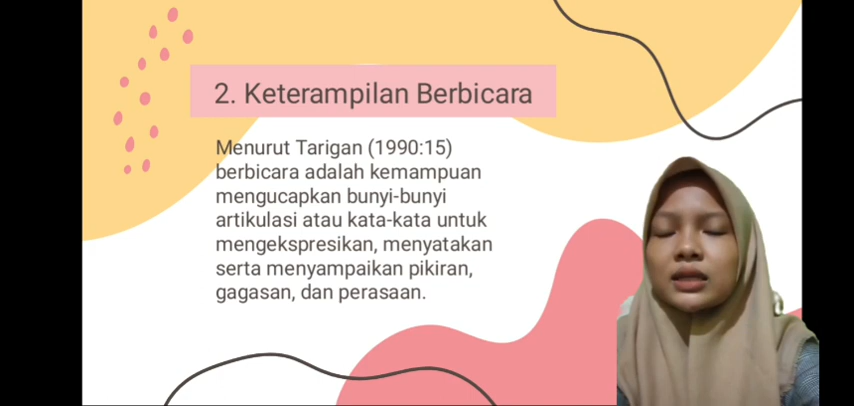 2. Keterampilan Berbicara
Menurut Tarigan (1990:15)
berbicara adalah kemampuan
mengucapkan bunyi-bunyi
artikulasi atau kata-kata untuk
mengekspresikan, menyatakan
serta menyampaikan pikiran,
gagasan, dan perasaan.